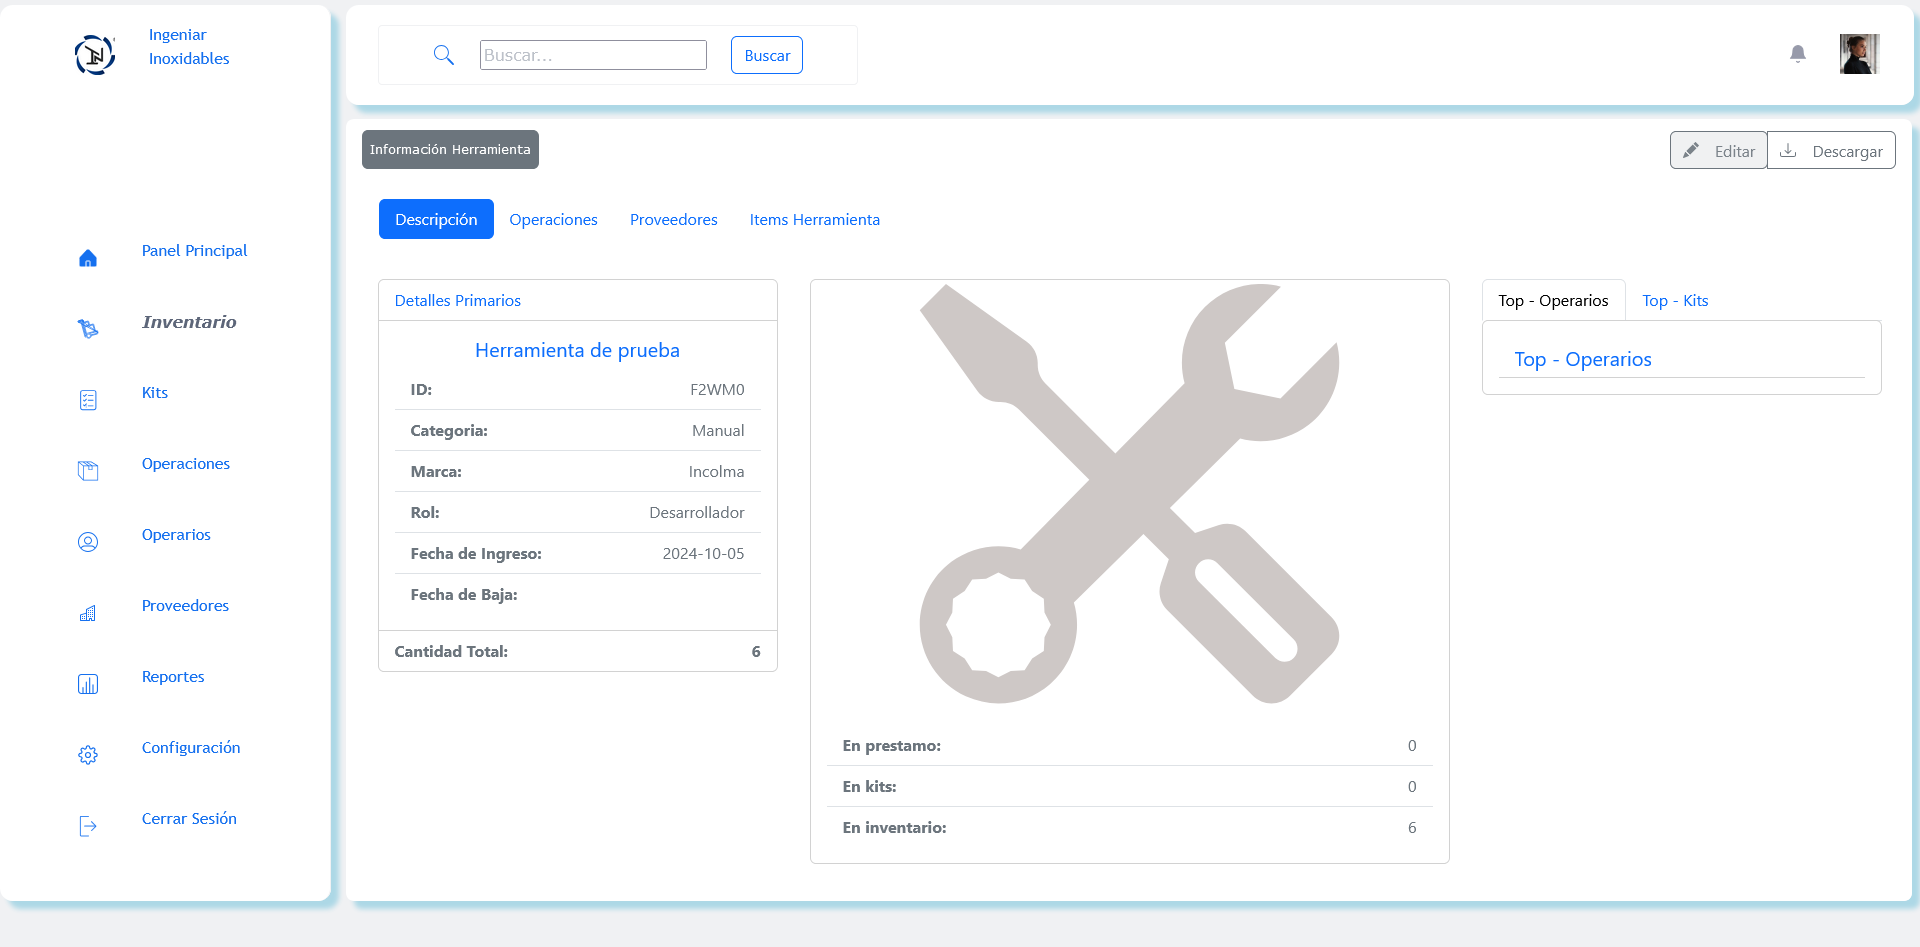 Ingeniar
Inoxidables
Panel Principal
Inventario
Kits
Operaciones
Operarios
Proveedores
Reportes
Configuración
Cerrar Sesión
Buscar...
Buscar
Información Herramienta
Editar
Descargar
Descripción
Operaciones
Proveedores
Items Herramienta
Detalles Primarios
Herramienta de prueba
ID: F2WM0
Categoria: Manual
Marca: Incolma
Rol: Desarrollador
Fecha de Ingreso: 2024-10-05
Fecha de Baja:
Cantidad Total: 6
En prestamo: 0
En kits: 0
En inventario: 6
Top - Operarios
Top - Kits
Top - Operarios